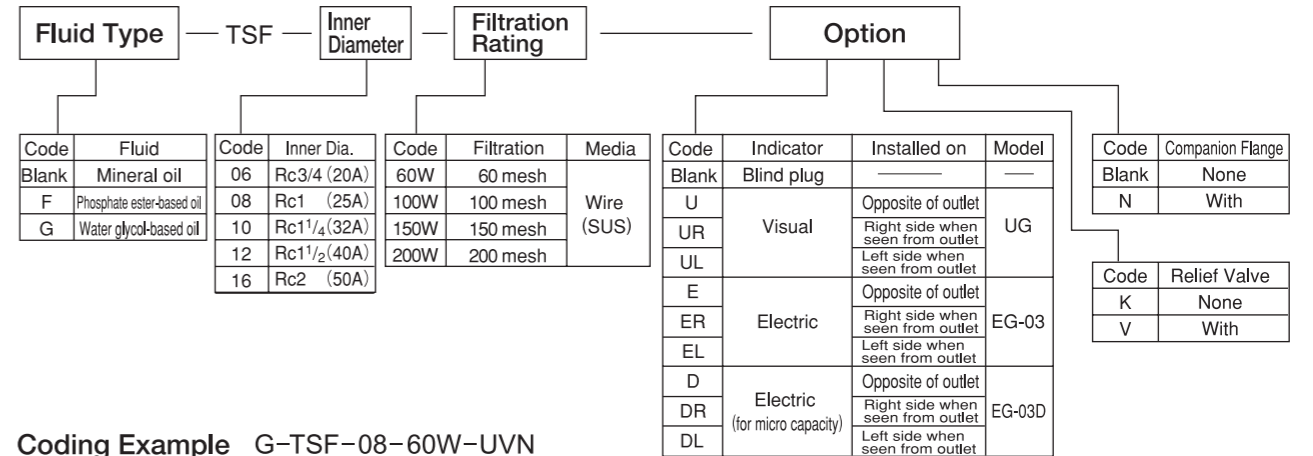 Fluid Type — TSF — Inner Diameter — Filtration Rating — Option
Code Fluid
Blank Mineral oil
F Phosphate ester-based oil
G Water glycol-based oil
Code Inner Dia.
06 Rc3/4 (20A)
08 Rc1 (25A)
10 Rc1 1/4 (32A)
12 Rc1 1/2 (40A)
16 Rc2 (50A)
Code Filtration Media
60W 60 mesh Wire (SUS)
100W 100 mesh
150W 150 mesh
200W 200 mesh
Code Indicator Installed on Model
Blank Blind plug —— ——
U Visual Opposite of outlet UG
UR Right side when seen from outlet
UL Left side when seen from outlet
E Electric Opposite of outlet EG-03
ER Right side when seen from outlet
EL Left side when seen from outlet
D Electric (for micro capacity) Opposite of outlet EG-03D
DR Right side when seen from outlet
DL Left side when seen from outlet
Code Companion Flange
Blank None
N With
Code Relief Valve
K None
V With
Coding Example G-TSF-08-60W-UVN